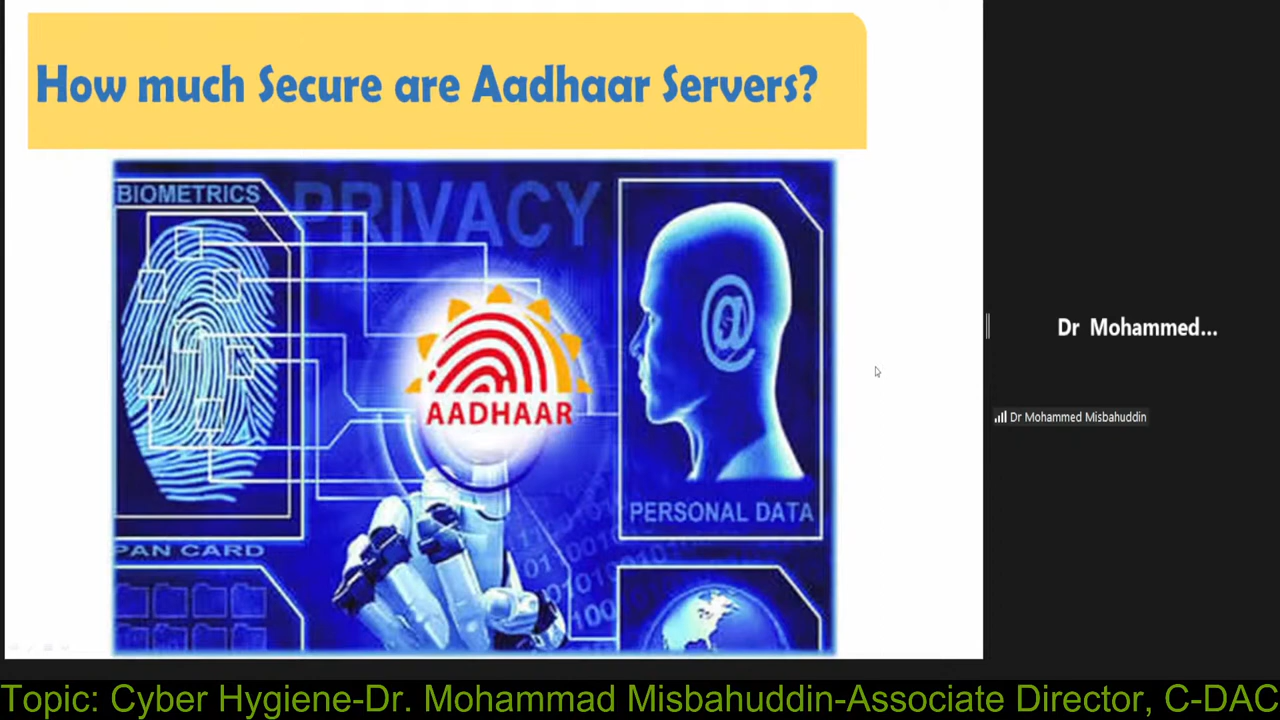 How much Secure are Aadhaar Servers?
BIOMETRICS
PRIVACY
AADHAAR
PERSONAL DATA
PAN CARD
Dr Mohammed...
Dr Mohammed Misbahuddin
Topic: Cyber Hygiene-Dr. Mohammad Misbahuddin-Associate Director, C-DAC